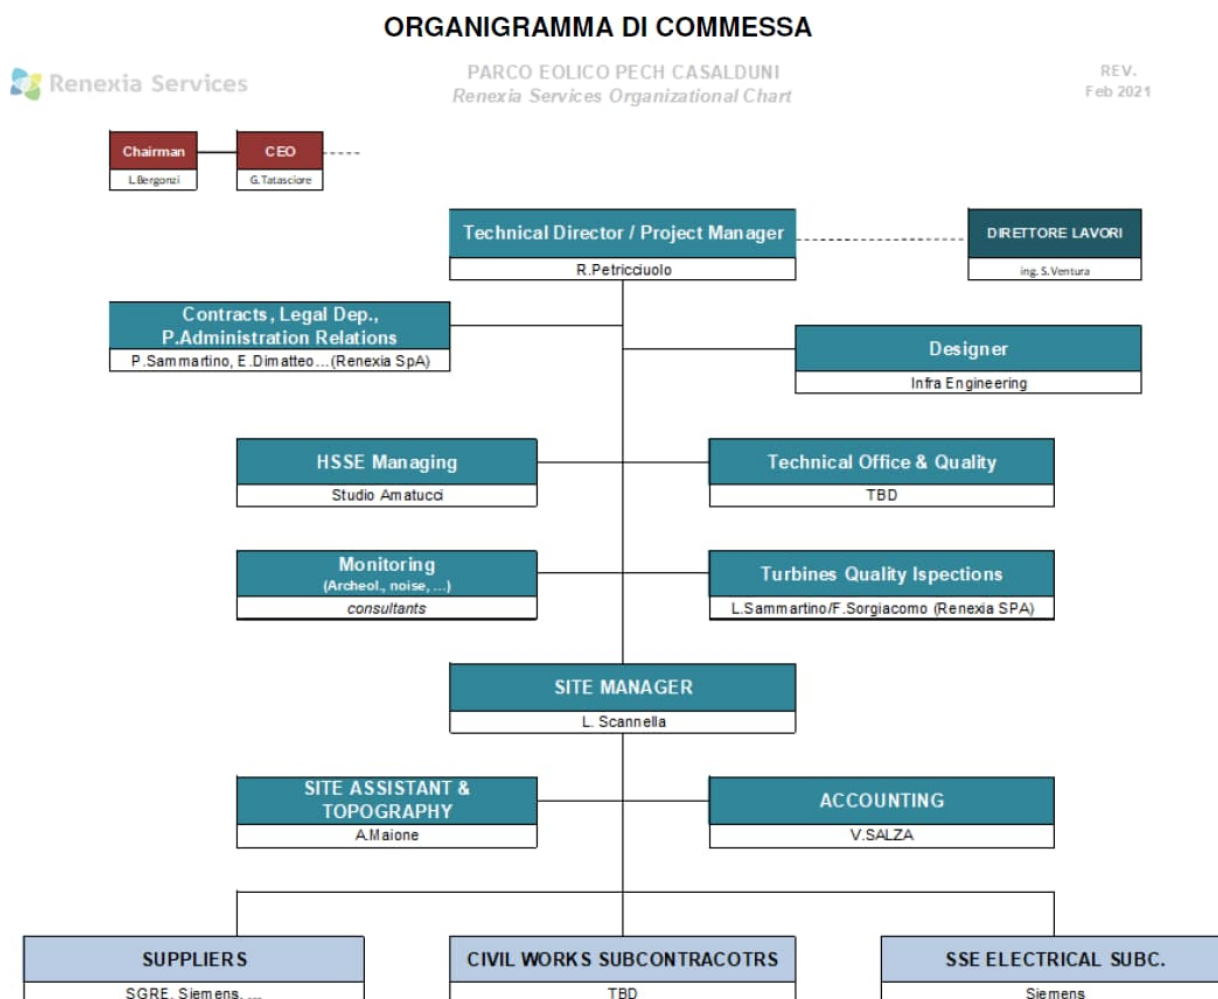 ORGANIGRAMMA DI COMMESSA
Renexia Services
PARCO EOLICO PECH CASALDUNI
Renexia Services Organizational Chart
REV.
Feb 2021
Chairman
L.Bergonzi
CEO
G.Tatasciore
Technical Director / Project Manager
R.Petricciuolo
DIRETTORE LAVORI
ing. S.Ventura
Contracts, Legal Dep.,
P.Administration Relations
P.Sammartino, E.Dimatteo...(Renexia SpA)
Designer
Infra Engineering
HSSE Managing
Studio Amatucci
Technical Office & Quality
TBD
Monitoring
(Archeol., noise, ...)
consultants
Turbines Quality Ispections
L.Sammartino/F.Sorgiacomo (Renexia SPA)
SITE MANAGER
L. Scannella
SITE ASSISTANT &
TOPOGRAPHY
A.Maione
ACCOUNTING
V.SALZA
SUPPLIERS
SGRE, Siemens, ...
CIVIL WORKS SUBCONTRACOTRS
TBD
SSE ELECTRICAL SUBC.
Siemens